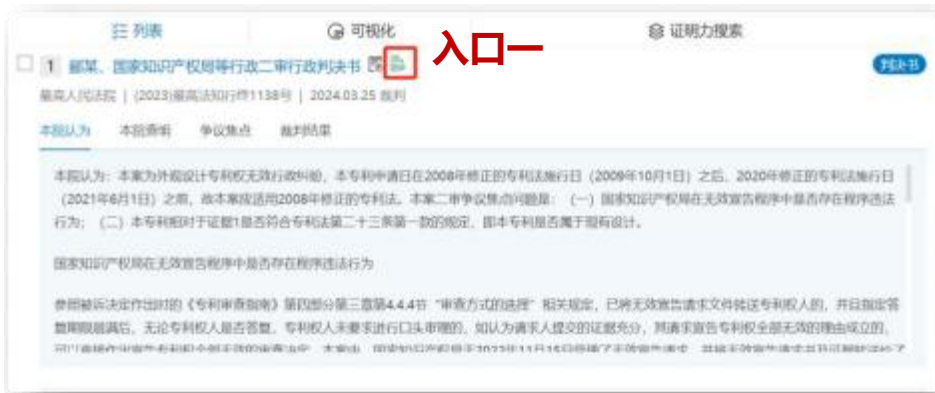 列表
可视化
证明力搜索
入口一
1 郦某、国家知识产权局等行政二审行政判决书
判决书
最高人民法院 | (2023)最高法知行终1138号 | 2024.03.25 裁判
本院认为 本院查明 争议焦点 裁判结果
本院认为：本案为外观设计专利权无效行政纠纷，本专利申请日在2008年修正的专利法施行日（2009年10月1日）之后，2020年修正的专利法施行日
（2021年6月1日）之前，故本案应适用2008年修正的专利法。本案二审争议焦点问题是：（一）国家知识产权局在无效宣告程序中是否存在程序违法
行为；（二）本专利相对于证据1是否符合专利法第二十三条第一款的规定，即本专利是否属于现有设计。
国家知识产权局在无效宣告程序中是否存在程序违法行为
参照被诉决定作出时的《专利审查指南》第四部分第三章第4.4.4节“审查方式的选择”相关规定，已将无效宣告请求文件转送专利权人的，并且指定答
复期限届满后，无论专利权人是否答复，专利权人未要求进行口头审理的，如认为请求人提交的证据充分，其请求宣告专利权全部无效的理由成立的，